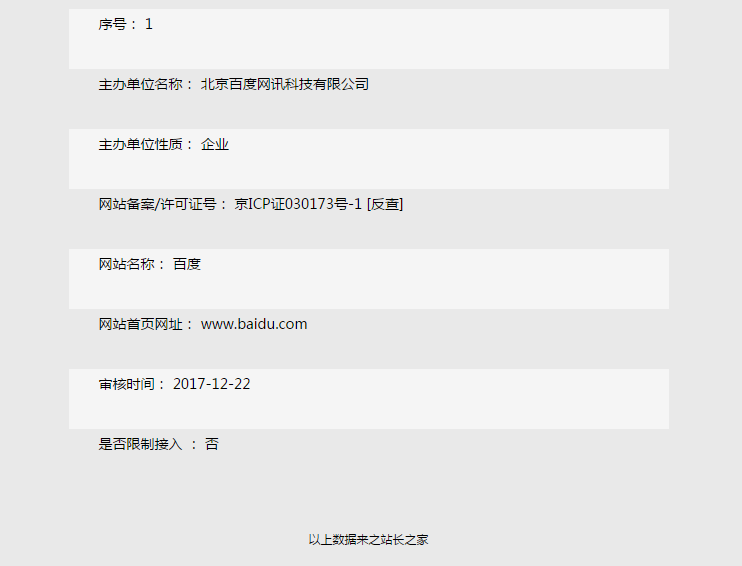 序号： 1
主办单位名称： 北京百度网讯科技有限公司
主办单位性质： 企业
网站备案/许可证号： 京ICP证030173号-1 [反查]
网站名称： 百度
网站首页网址： www.baidu.com
审核时间： 2017-12-22
是否限制接入 ： 否
以上数据来之站长之家